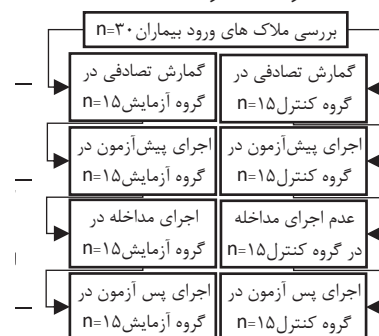 بررسی ملاک های ورود بیماران n=۳۰
گمارش تصادفی در
گروه کنترل n=۱۵
گمارش تصادفی در
گروه آزمایش n=۱۵
اجرای پیش‌آزمون در
گروه کنترل n=۱۵
اجرای پیش‌آزمون در
گروه آزمایش n=۱۵
عدم اجرای مداخله
در گروه کنترل n=۱۵
اجرای مداخله در
گروه آزمایش n=۱۵
اجرای پس آزمون در
گروه کنترل n=۱۵
اجرای پس آزمون در
گروه آزمایش n=۱۵